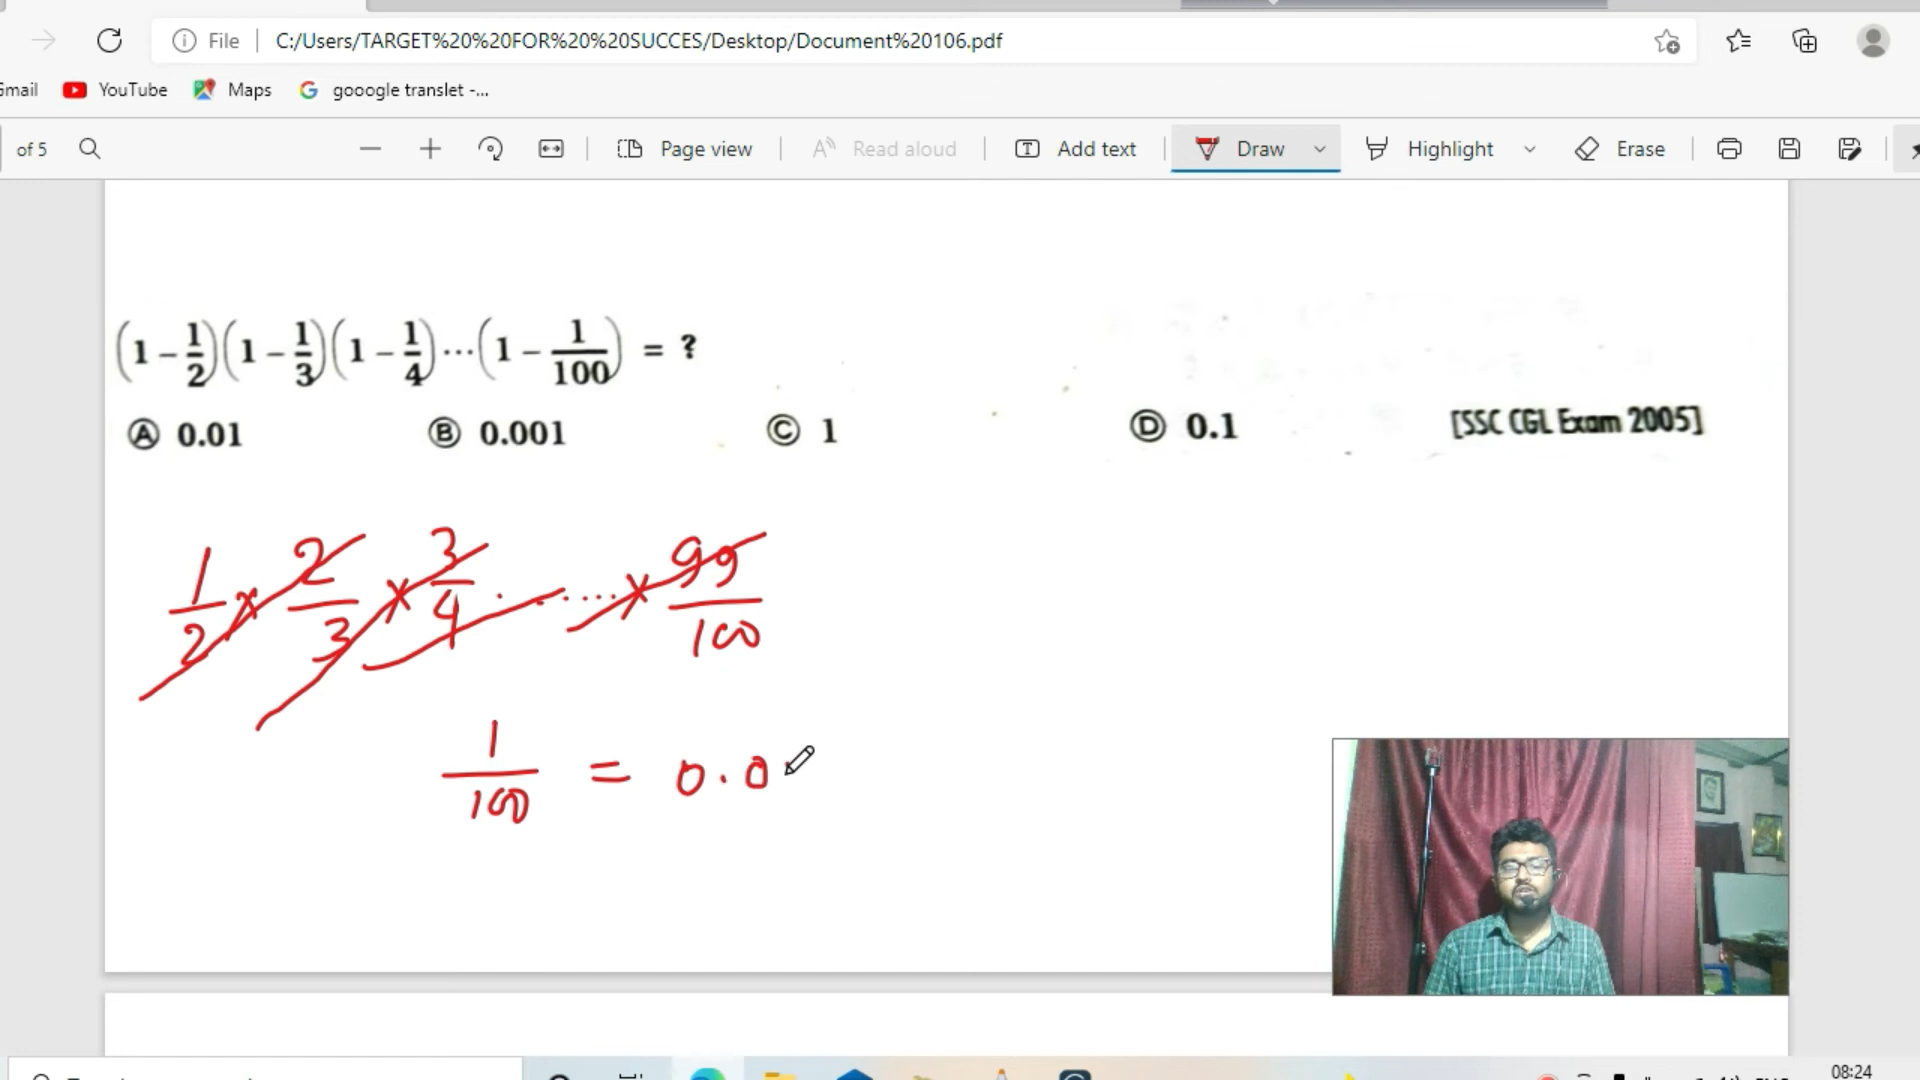 File C:/Users/TARGET%20%20FOR%20%20SUCCES/Desktop/Document%20106.pdf
Gmail YouTube Maps gooogle translet -...
of 5 Page view Read aloud Add text Draw Highlight Erase
(1 - 1/2)(1 - 1/3)(1 - 1/4)...(1 - 1/100) = ?
Ⓐ 0.01 Ⓑ 0.001 Ⓒ 1 Ⓓ 0.1 [SSC CGL Exam 2005]
1/2 × 2/3 × 3/4 ........ × 99/100
1/100 = 0.0
08:24